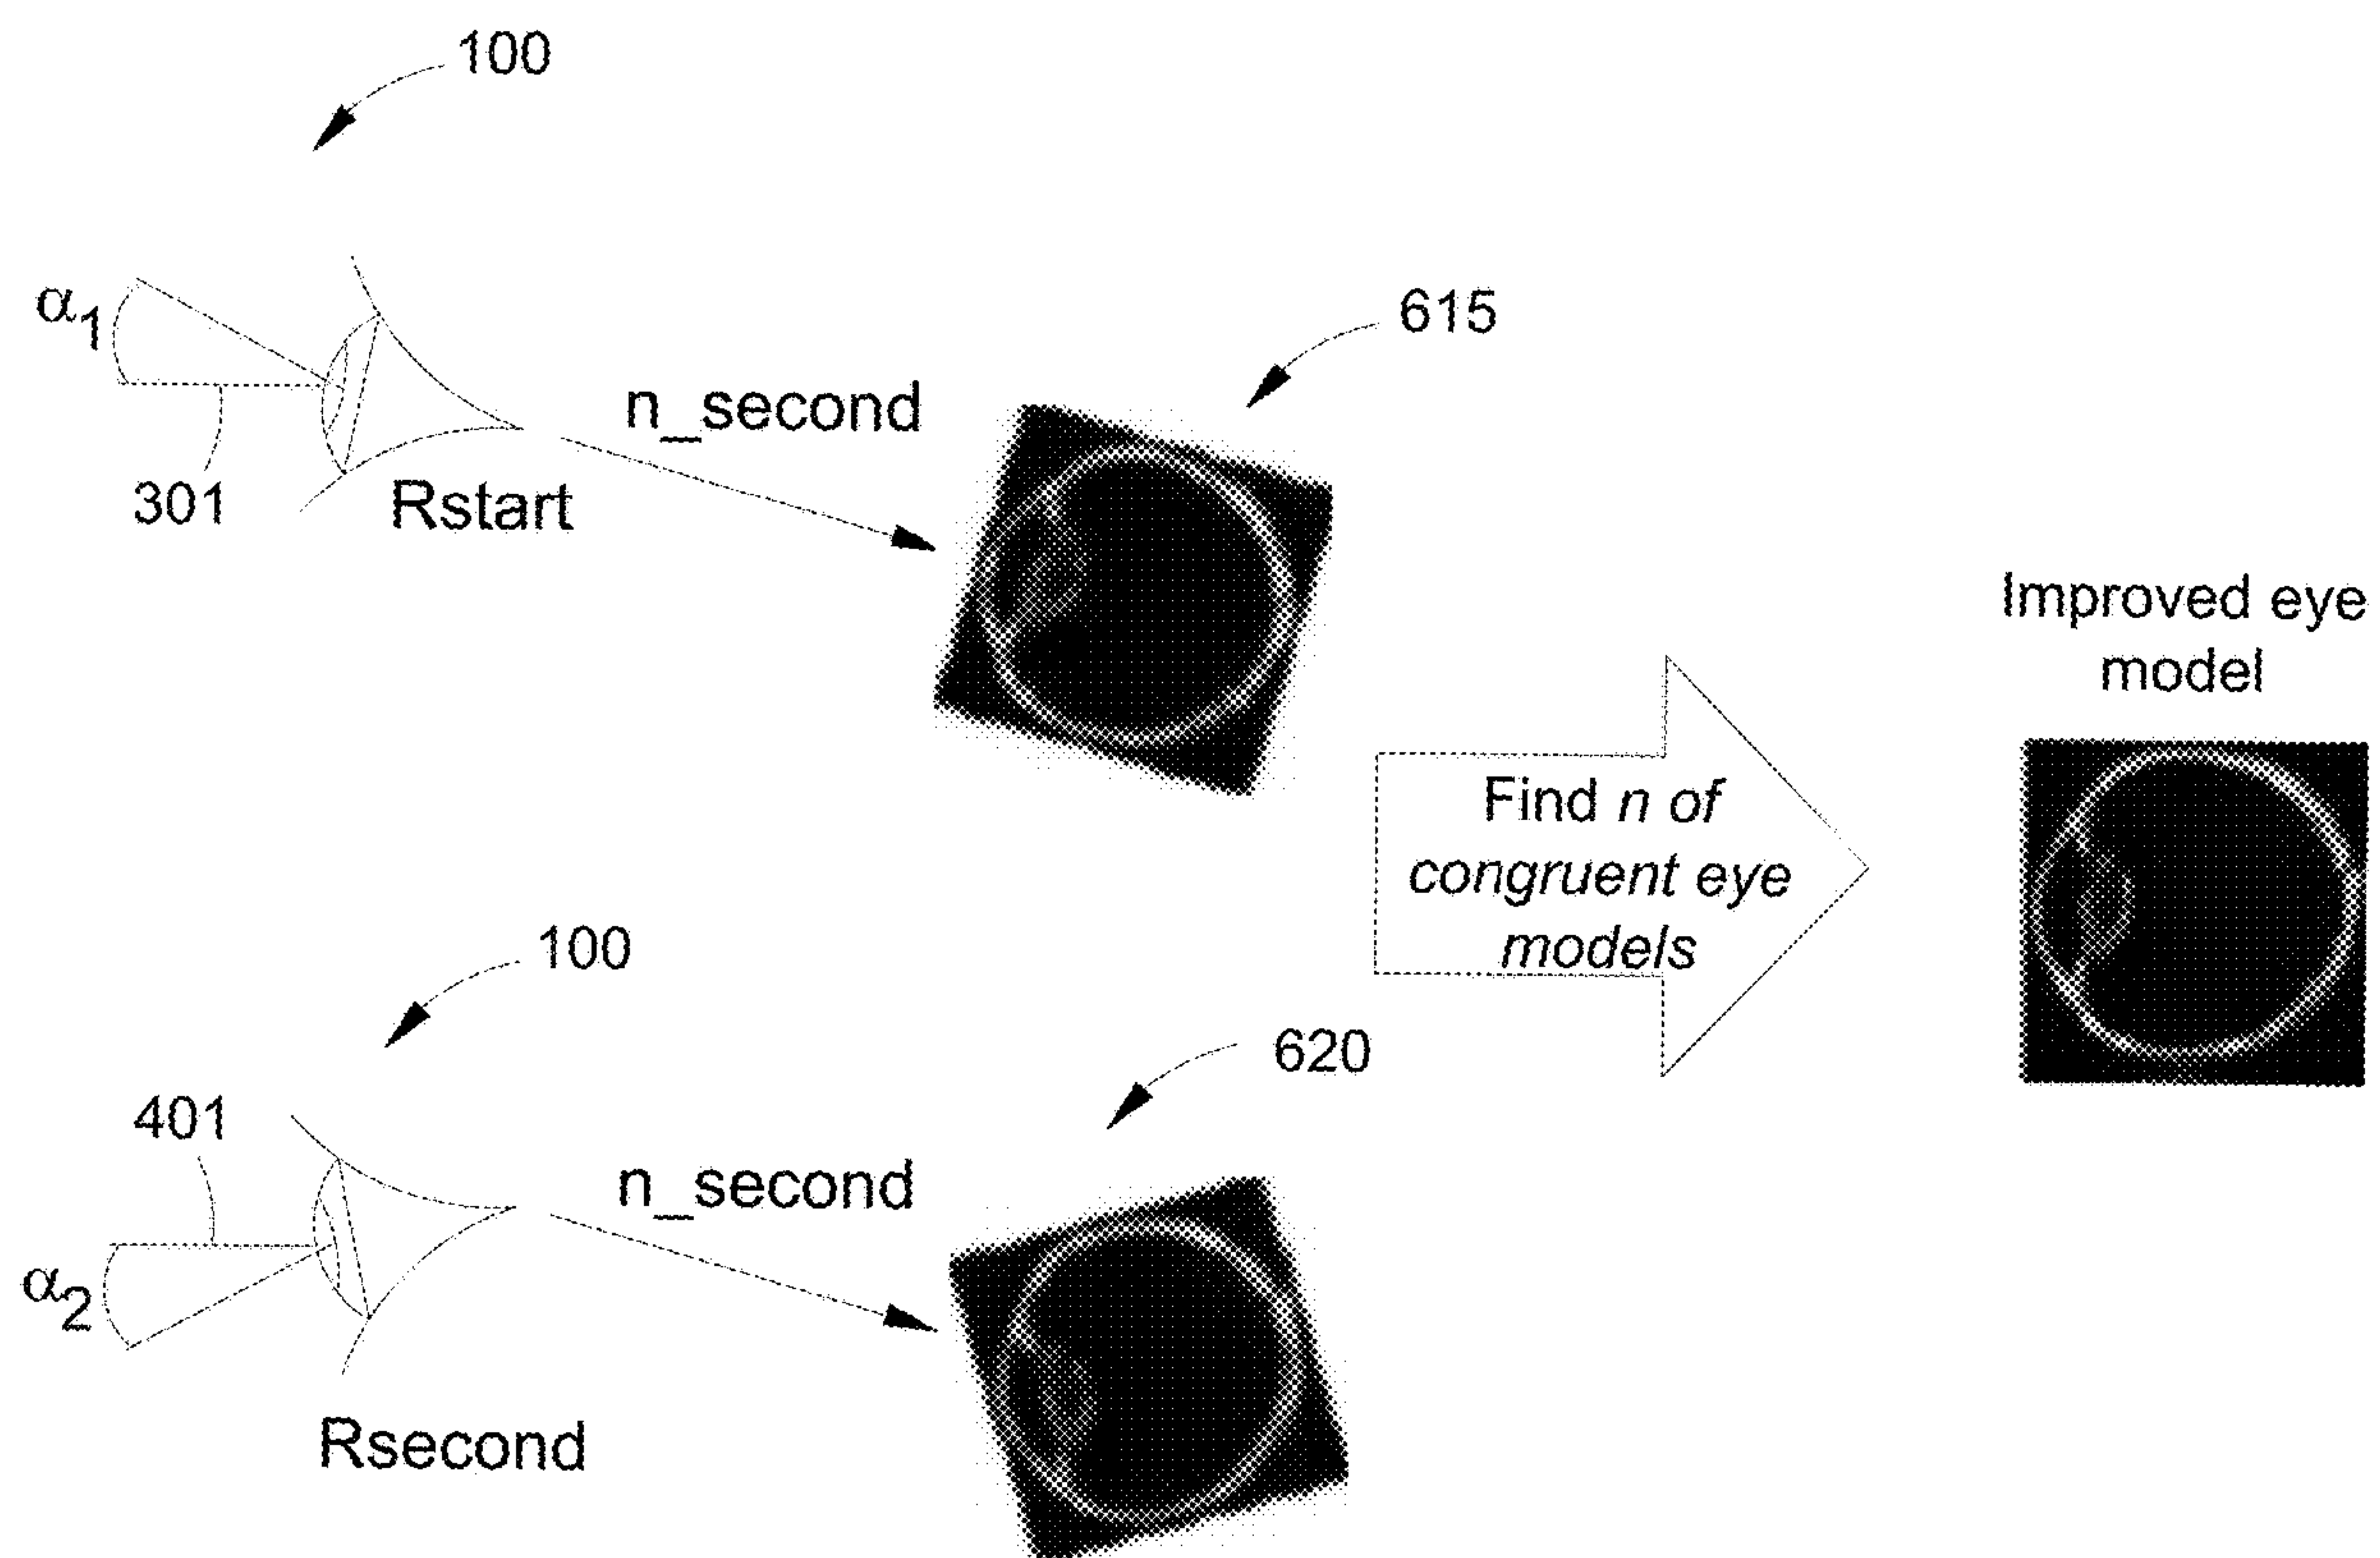 100
α1
301
Rstart
n_second
615
Improved eye
model
Find n of
congruent eye
models
100
401
α2
n_second
620
Rsecond